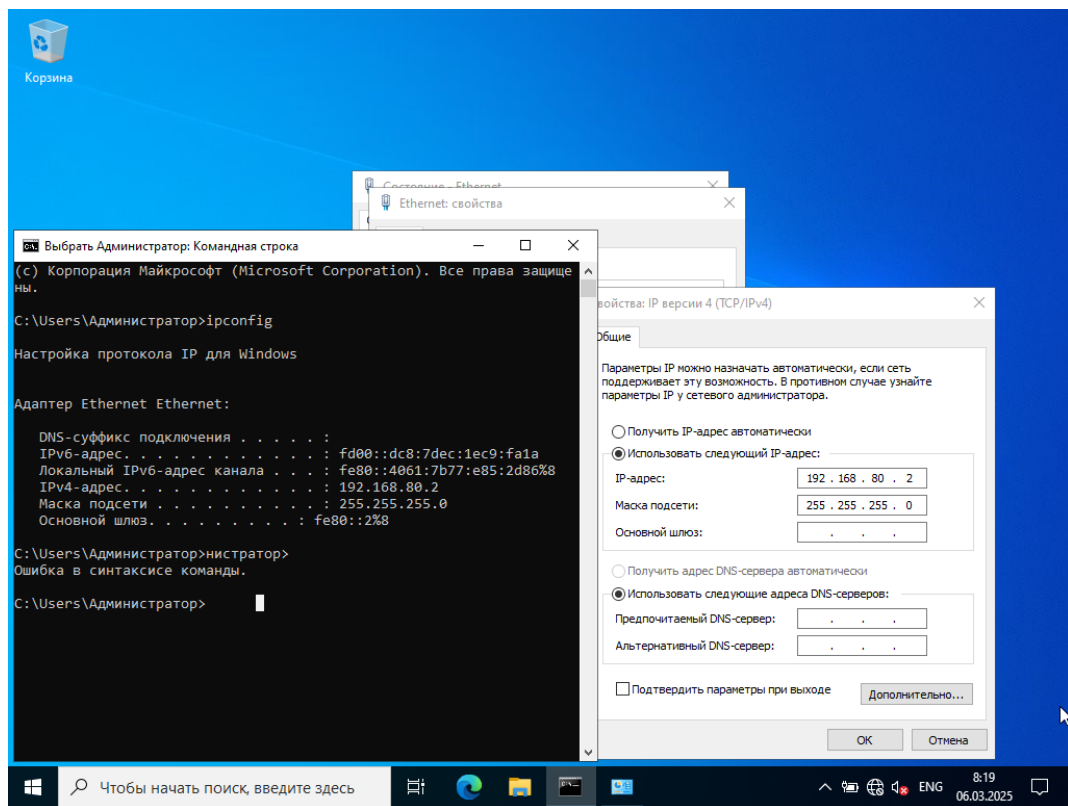 Корзина
Состояние - Ethernet
Ethernet: свойства
Выбрать Администратор: Командная строка
(c) Корпорация Майкрософт (Microsoft Corporation). Все права защище
ны.
C:\Users\Администратор>ipconfig
Настройка протокола IP для Windows
Адаптер Ethernet Ethernet:
DNS-суффикс подключения . . . . . :
IPv6-адрес. . . . . . . . . . . . : fd00::dc8:7dec:1ec9:fa1a
Локальный IPv6-адрес канала . . . : fe80::4061:7b77:e85:2d86%8
IPv4-адрес. . . . . . . . . . . . : 192.168.80.2
Маска подсети . . . . . . . . . . : 255.255.255.0
Основной шлюз. . . . . . . . . : fe80::2%8
C:\Users\Администратор>нистратор>
Ошибка в синтаксисе команды.
C:\Users\Администратор>
войства: IP версии 4 (TCP/IPv4)
Общие
Параметры IP можно назначать автоматически, если сеть
поддерживает эту возможность. В противном случае узнайте
параметры IP у сетевого администратора.
Получить IP-адрес автоматически
Использовать следующий IP-адрес:
IP-адрес: 192 . 168 . 80 . 2
Маска подсети: 255 . 255 . 255 . 0
Основной шлюз: . . .
Получить адрес DNS-сервера автоматически
Использовать следующие адреса DNS-серверов:
Предпочитаемый DNS-сервер: . . .
Альтернативный DNS-сервер: . . .
Подтвердить параметры при выходе
Дополнительно...
ОК Отмена
Чтобы начать поиск, введите здесь
ENG
8:19
06.03.2025